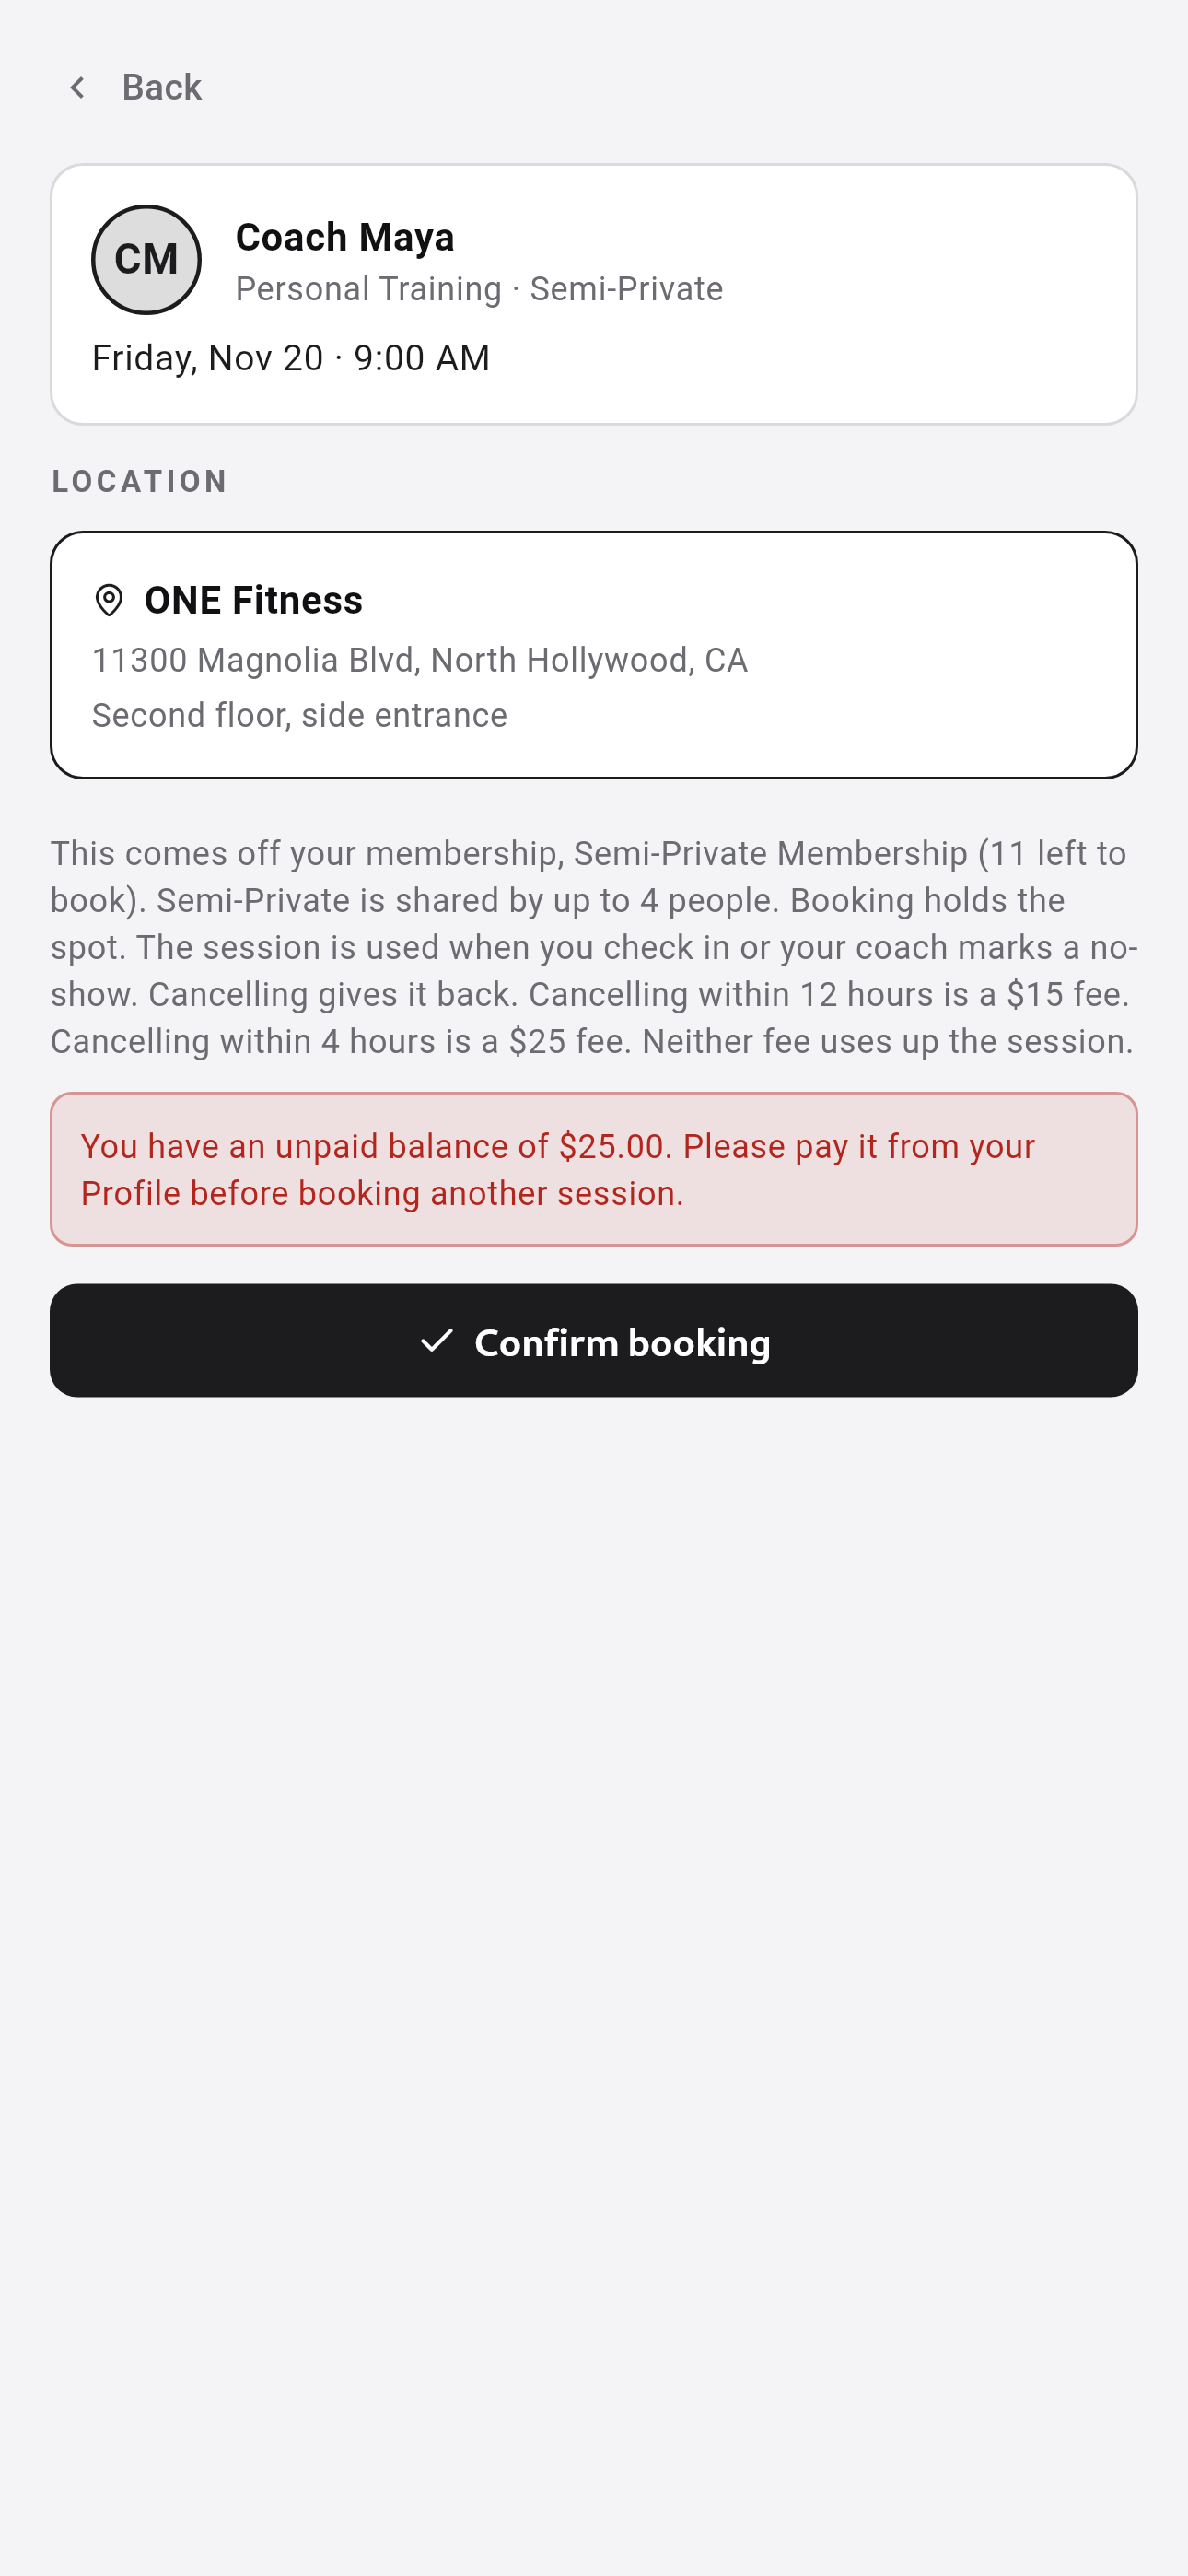 Back
CM
Coach Maya
Personal Training · Semi-Private
Friday, Nov 20 · 9:00 AM
LOCATION
ONE Fitness
11300 Magnolia Blvd, North Hollywood, CA
Second floor, side entrance
This comes off your membership, Semi-Private Membership (11 left to
book). Semi-Private is shared by up to 4 people. Booking holds the
spot. The session is used when you check in or your coach marks a no-
show. Cancelling gives it back. Cancelling within 12 hours is a $15 fee.
Cancelling within 4 hours is a $25 fee. Neither fee uses up the session.
You have an unpaid balance of $25.00. Please pay it from your
Profile before booking another session.
Confirm booking